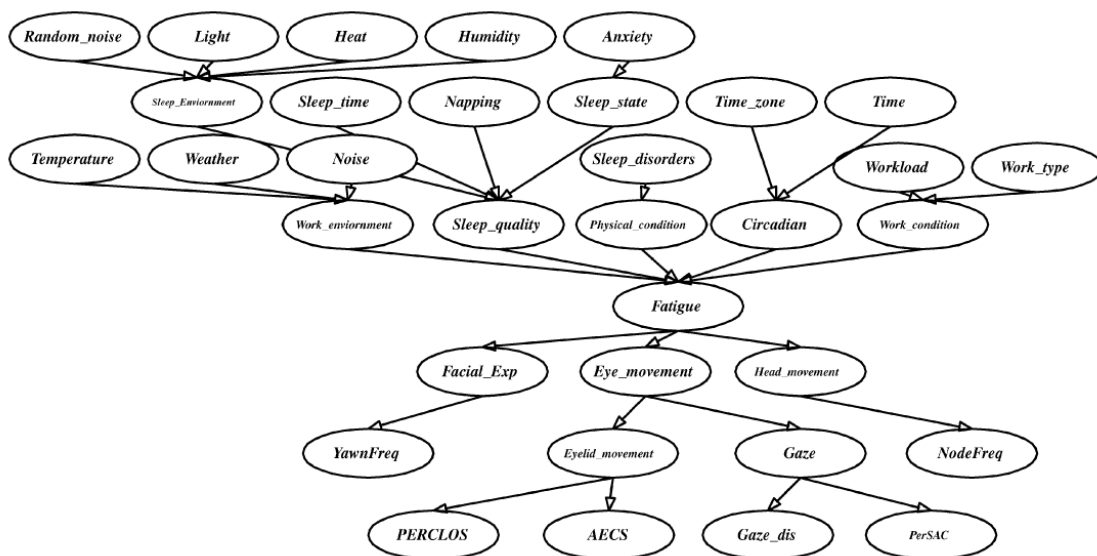 Random_noise
Light
Heat
Humidity
Anxiety
Sleep_Enviornment
Sleep_time
Napping
Sleep_state
Time_zone
Time
Temperature
Weather
Noise
Sleep_disorders
Workload
Work_type
Work_enviornment
Sleep_quality
Physical_condition
Circadian
Work_condition
Fatigue
Facial_Exp
Eye_movement
Head_movement
YawnFreq
Eyelid_movement
Gaze
NodeFreq
PERCLOS
AECS
Gaze_dis
PerSAC